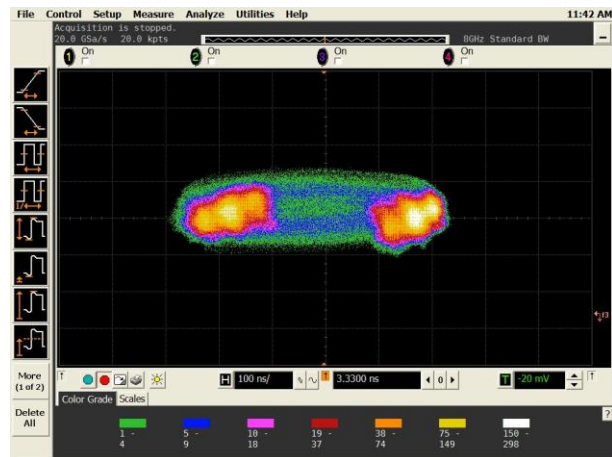 File Control Setup Measure Analyze Utilities Help 11:42 AM
Acquisition is stopped.
20.0 GSa/s 20.0 kpts 8GHz Standard BW
1 On 2 On 3 On 4 On
More
(1 of 2)
Delete
All
H 100 ns/ 3.3300 ns 0 T -20 mV
Color Grade Scales
?
1 - 5 - 10 - 19 - 38 - 75 - 150 -
4 9 18 37 74 149 298